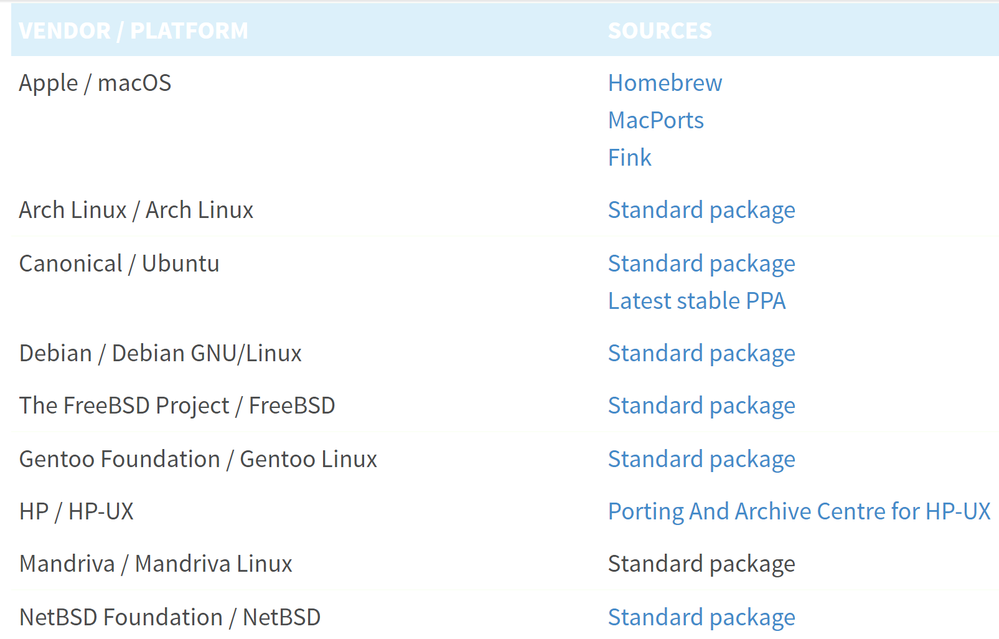 VENDOR / PLATFORM SOURCES
Apple / macOS Homebrew
MacPorts
Fink
Arch Linux / Arch Linux Standard package
Canonical / Ubuntu Standard package
Latest stable PPA
Debian / Debian GNU/Linux Standard package
The FreeBSD Project / FreeBSD Standard package
Gentoo Foundation / Gentoo Linux Standard package
HP / HP-UX Porting And Archive Centre for HP-UX
Mandriva / Mandriva Linux Standard package
NetBSD Foundation / NetBSD Standard package